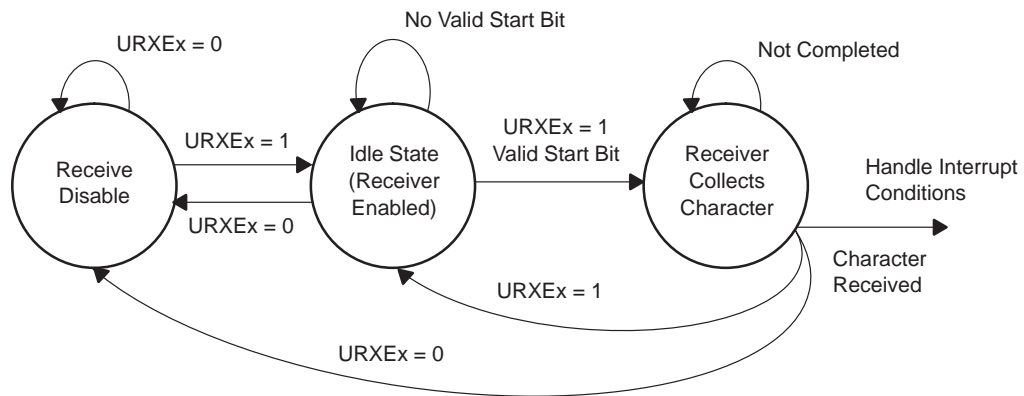 No Valid Start Bit
URXEx = 0
Not Completed
URXEx = 1
URXEx = 1
Valid Start Bit
Receive
Disable
Idle State
(Receiver
Enabled)
Receiver
Collects
Character
Handle Interrupt
Conditions
URXEx = 0
Character
Received
URXEx = 1
URXEx = 0